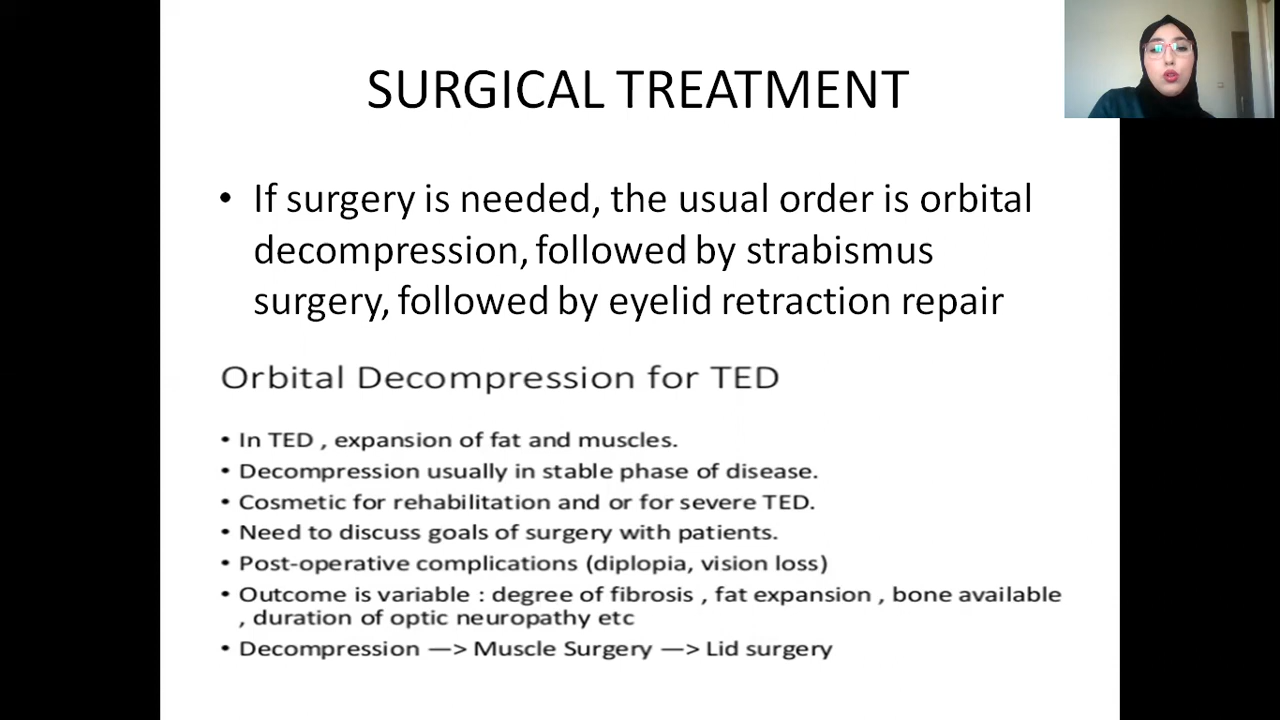 SURGICAL TREATMENT
• If surgery is needed, the usual order is orbital
decompression, followed by strabismus
surgery, followed by eyelid retraction repair
Orbital Decompression for TED
• In TED , expansion of fat and muscles.
• Decompression usually in stable phase of disease.
• Cosmetic for rehabilitation and or for severe TED.
• Need to discuss goals of surgery with patients.
• Post-operative complications (diplopia, vision loss)
• Outcome is variable : degree of fibrosis , fat expansion , bone available
, duration of optic neuropathy etc
• Decompression —> Muscle Surgery —> Lid surgery